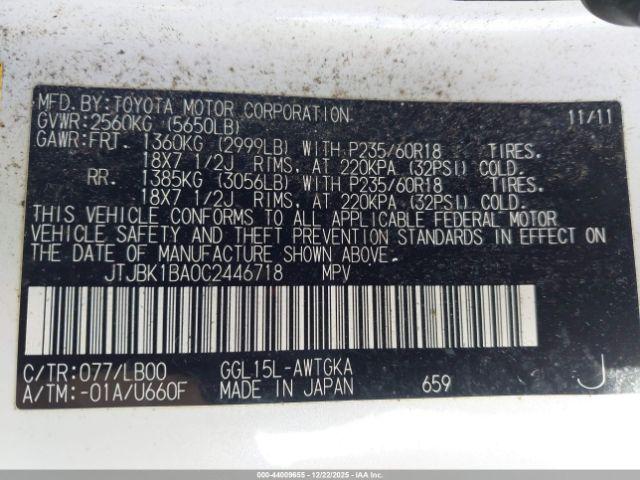 MFD.BY:TOYOTA MOTOR CORPORATION 11/11
GVWR:2560KG (5650LB)
GAWR:FRT. 1360KG (2999LB) WITH P235/60R18 TIRES.
18X7 1/2J RIMS, AT 220KPA (32PSI) COLD.
RR. 1385KG (3056LB) WITH P235/60R18 TIRES.
18X7 1/2J RIMS, AT 220KPA (32PSI) COLD.
THIS VEHICLE CONFORMS TO ALL APPLICABLE FEDERAL MOTOR
VEHICLE SAFETY AND THEFT PREVENTION STANDARDS IN EFFECT ON
THE DATE OF MANUFACTURE SHOWN ABOVE.
JTJBK1BA0C2446718 MPV
C/TR:077/LB00 GGL15L-AWTGKA J
A/TM:-01A/U660F MADE IN JAPAN 659
000-44009655 - 12/22/2025 - IAAI.COM